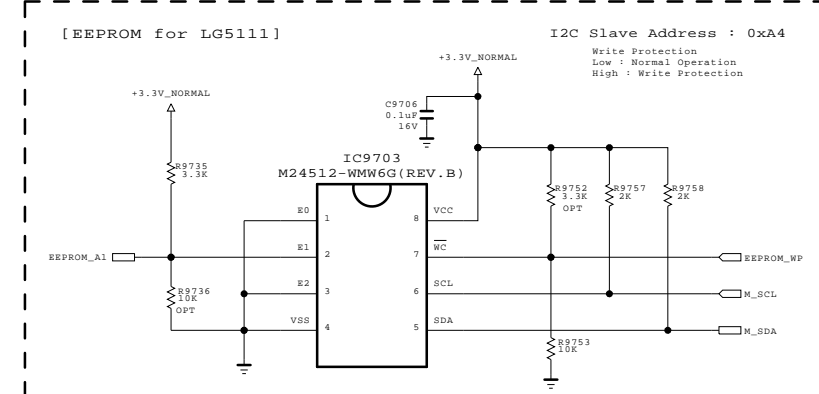 [EEPROM for LG5111]
I2C Slave Address : 0xA4
Write Protection
Low : Normal Operation
High : Write Protection
+3.3V_NORMAL
+3.3V_NORMAL
C9706
0.1uF
16V
R9735
3.3K
IC9703
M24512-WMW6G(REV.B)
R9752
3.3K
OPT
R9757
2K
R9758
2K
E0
1
8
VCC
EEPROM_A1
E1
2
7
WC
EEPROM_WP
R9736
10K
OPT
E2
3
6
SCL
M_SCL
VSS
4
5
SDA
M_SDA
R9753
10K